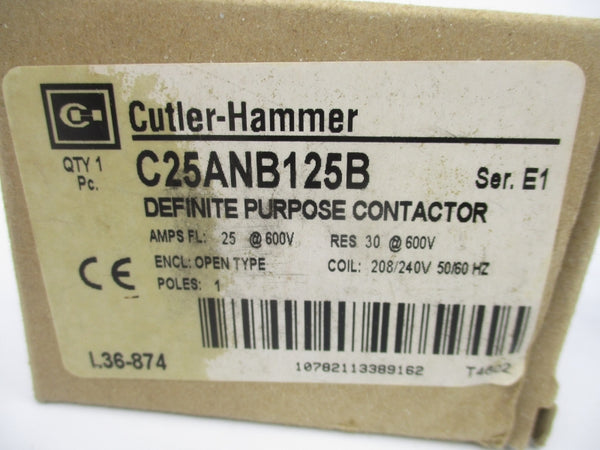 Cutler-Hammer
QTY 1
Pc.
C25ANB125B Ser. E1
DEFINITE PURPOSE CONTACTOR
AMPS FL: 25 @ 600V RES 30 @ 600V
ENCL: OPEN TYPE COIL: 208/240V 50/60 HZ
POLES: 1
CE
L36-874
10782113389162